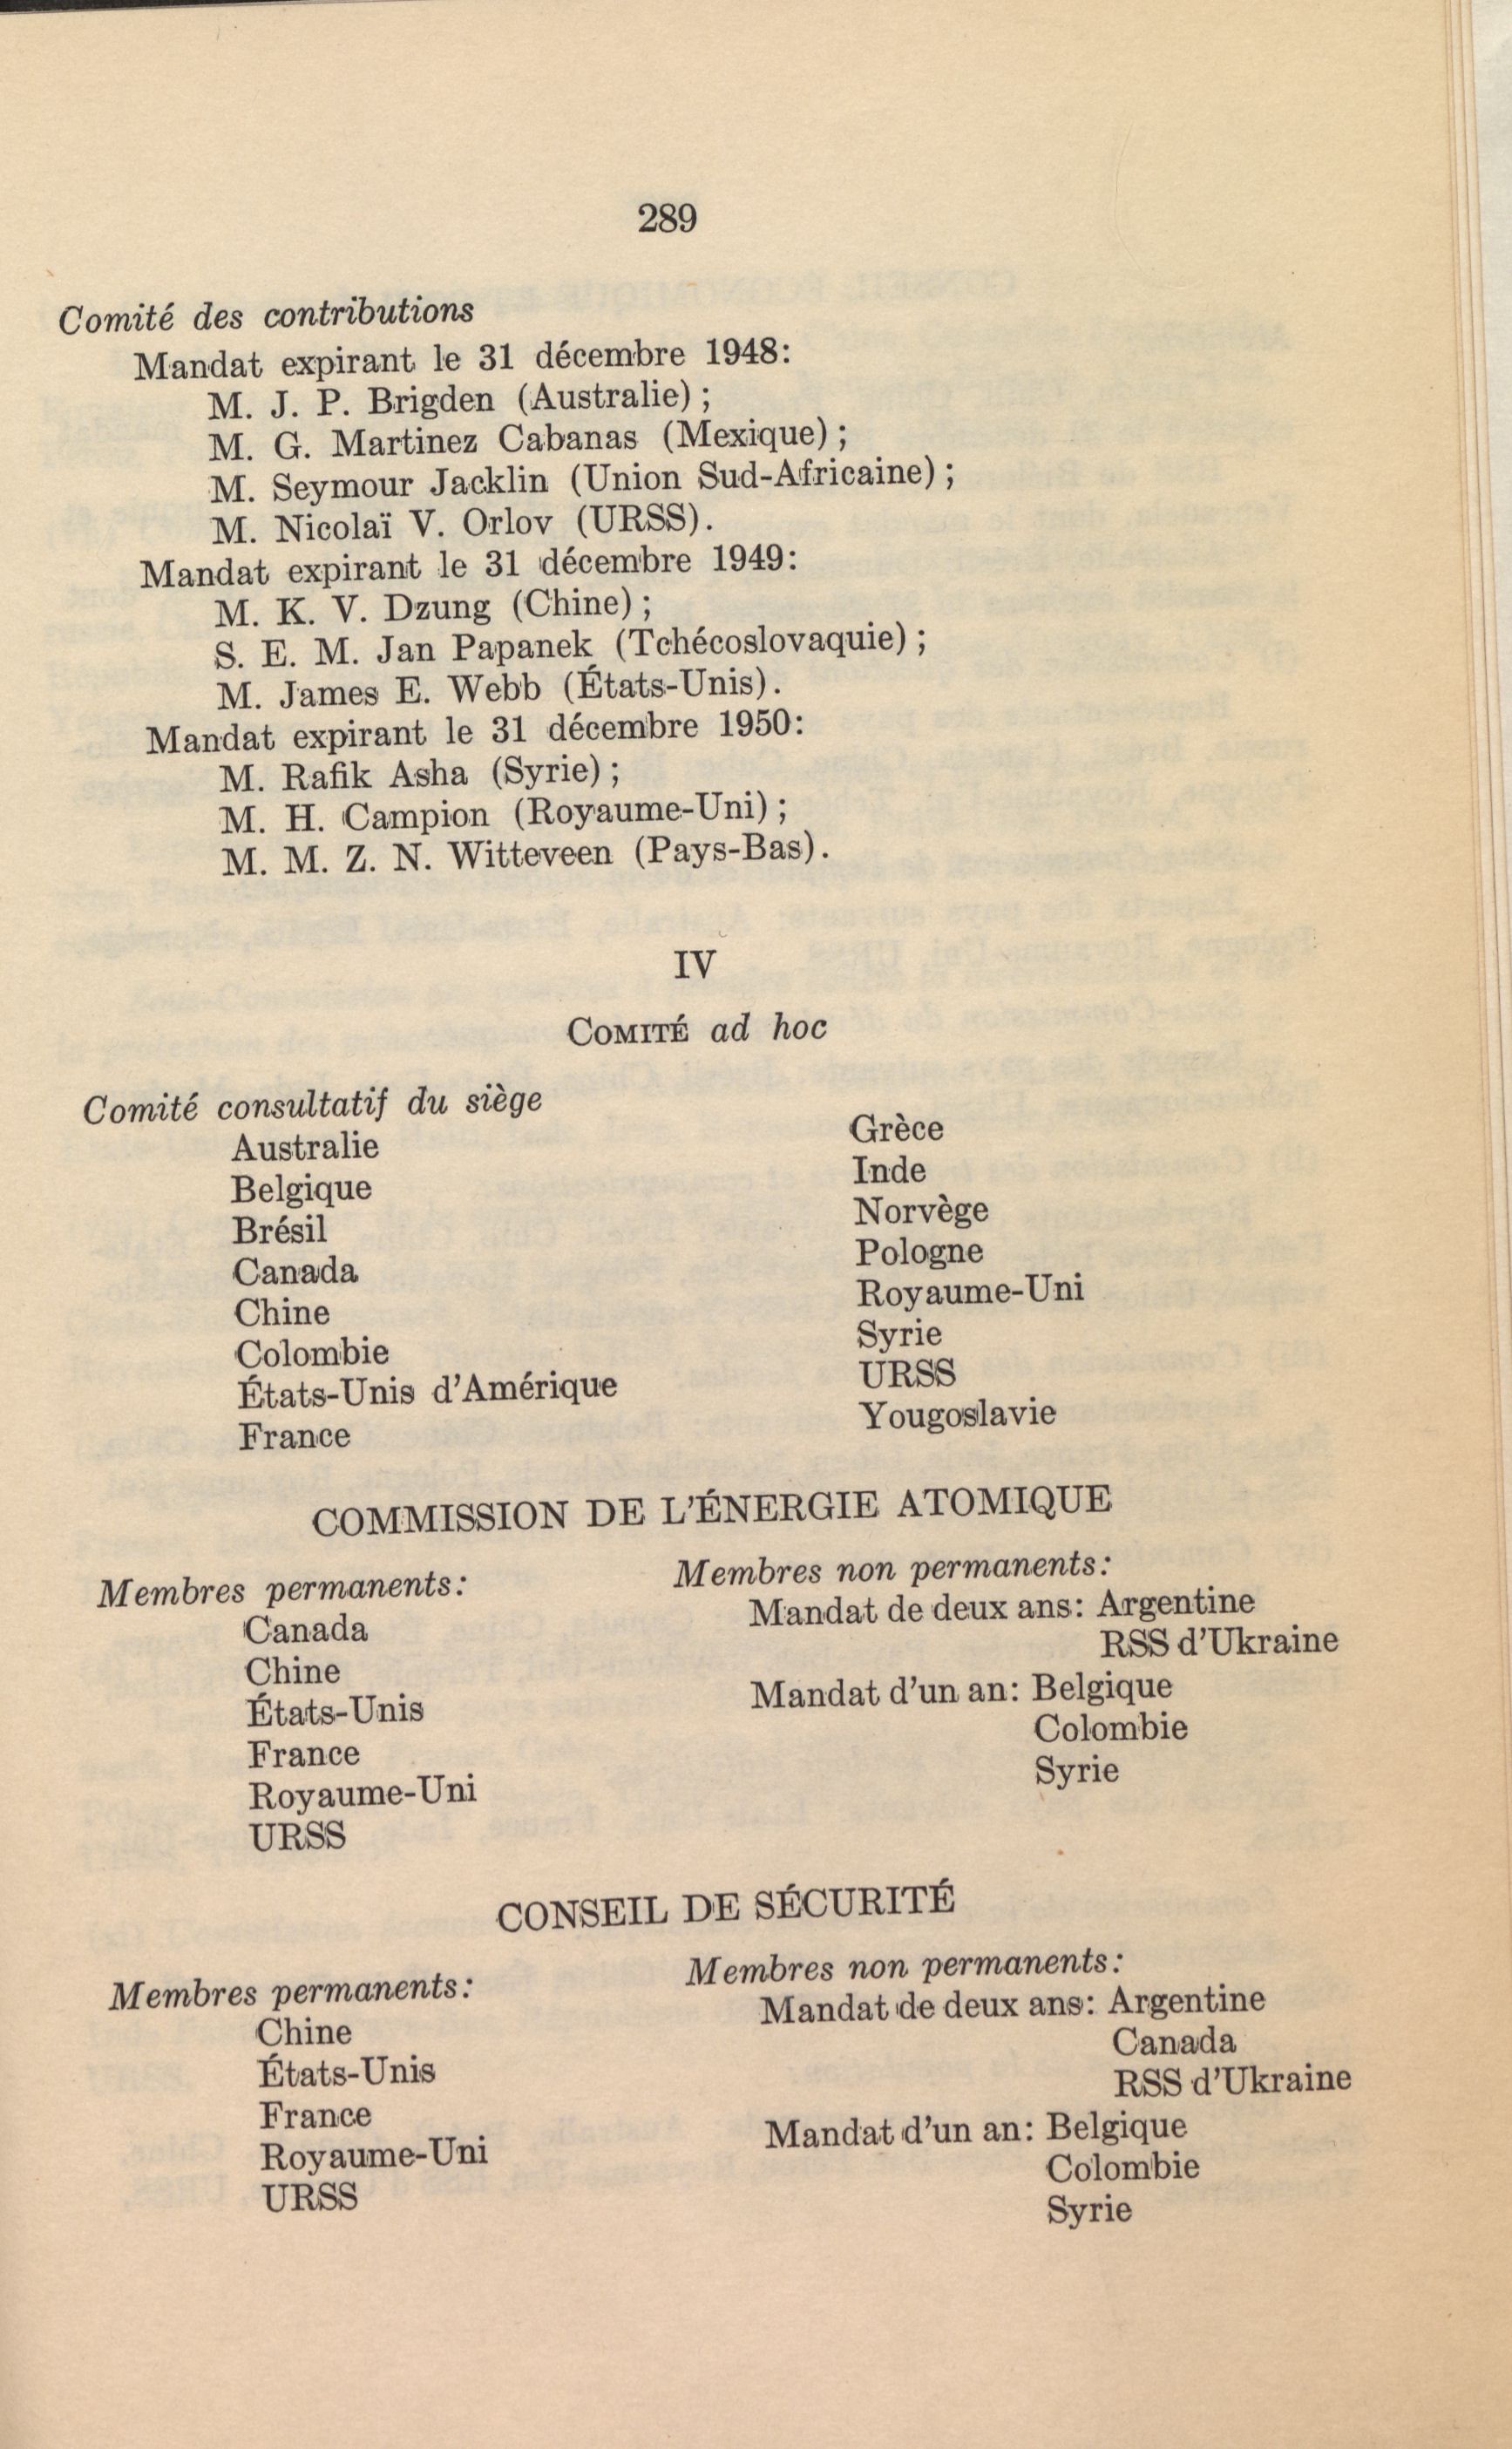 289
Comité des contributions
Mandat expirant le 31 décembre 1948:
M. J. P. Brigden (Australie) ;
M. G. Martinez Cabanas (Mexique) ;
M. Seymour Jacklin (Union Sud-Africaine) ;
M. Nicolaï V. Orlov (URSS).
Mandat expirant le 31 décembre 1949:
M. K. V. Dzung (Chine) ;
S. E. M. Jan Papanek (Tchécoslovaquie) ;
M. James E. Webb (États-Unis).
Mandat expirant le 31 décembre 1950:
M. Rafik Asha (Syrie) ;
M. H. Campion (Royaume-Uni) ;
M. M. Z. N. Witteveen (Pays-Bas).
IV
COMITÉ ad hoc
Comité consultatif du siège
Australie
Belgique
Brésil
Canada
Chine
Colombie
États-Unis d'Amérique
France
Grèce
Inde
Norvège
Pologne
Royaume-Uni
Syrie
URSS
Yougoslavie
COMMISSION DE L'ÉNERGIE ATOMIQUE
Membres permanents:
Canada
Chine
États-Unis
France
Royaume-Uni
URSS
Membres non permanents:
Mandat de deux ans: Argentine
RSS d'Ukraine
Mandat d'un an: Belgique
Colombie
Syrie
CONSEIL DE SÉCURITÉ
Membres permanents:
Chine
États-Unis
France
Royaume-Uni
URSS
Membres non permanents:
Mandat de deux ans: Argentine
Canada
RSS d'Ukraine
Mandat d'un an: Belgique
Colombie
Syrie